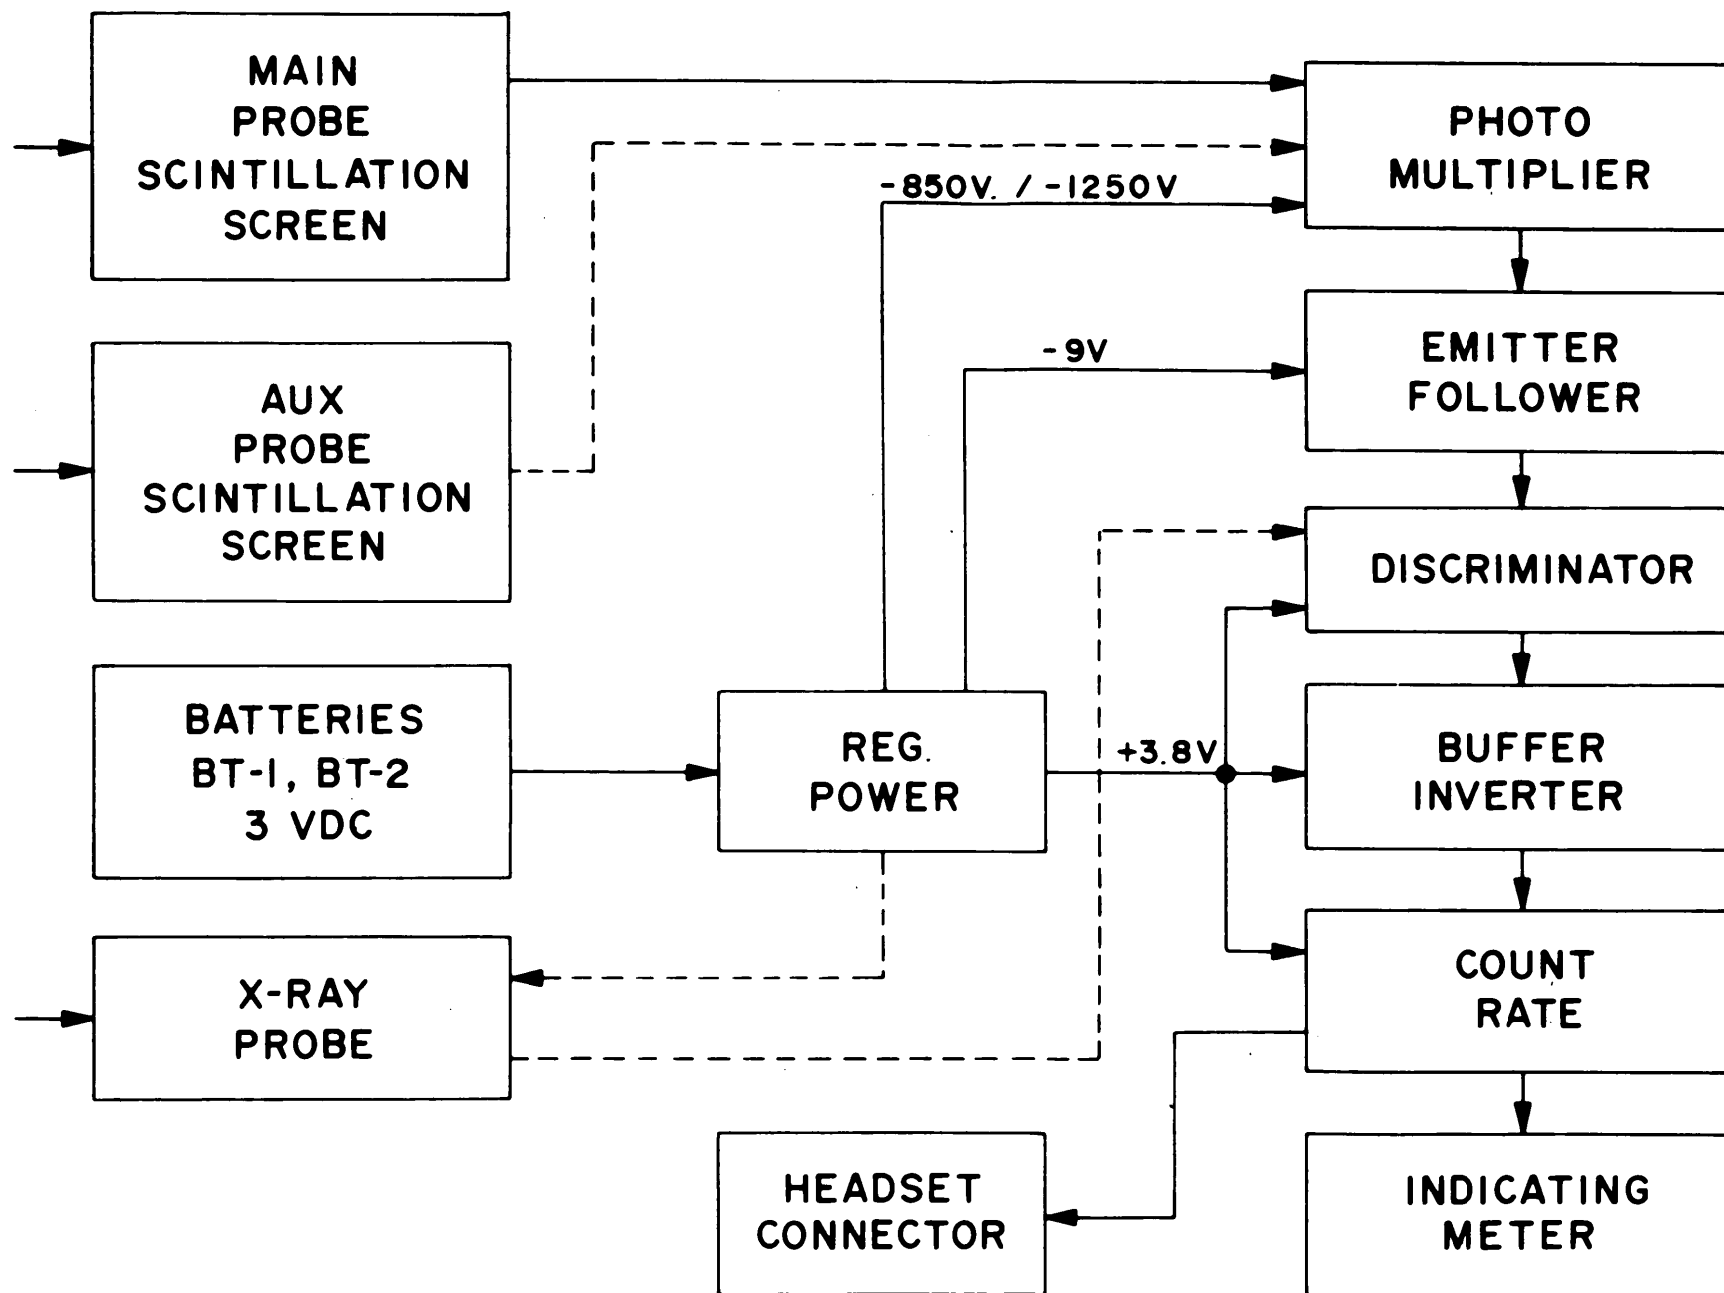 MAIN
PROBE
SCINTILLATION
SCREEN
PHOTO
MULTIPLIER
-850V. / -1250V
EMITTER
FOLLOWER
-9V
AUX
PROBE
SCINTILLATION
SCREEN
DISCRIMINATOR
BATTERIES
BT-1, BT-2
3 VDC
REG.
POWER
+3.8V
BUFFER
INVERTER
X-RAY
PROBE
COUNT
RATE
HEADSET
CONNECTOR
INDICATING
METER